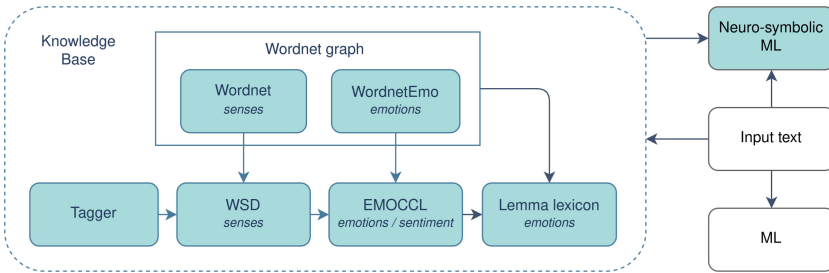 Knowledge
Base
Wordnet graph
Wordnet
senses
WordnetEmo
emotions
Tagger
WSD
senses
EMOCCL
emotions / sentiment
Lemma lexicon
emotions
Neuro-symbolic
ML
Input text
ML